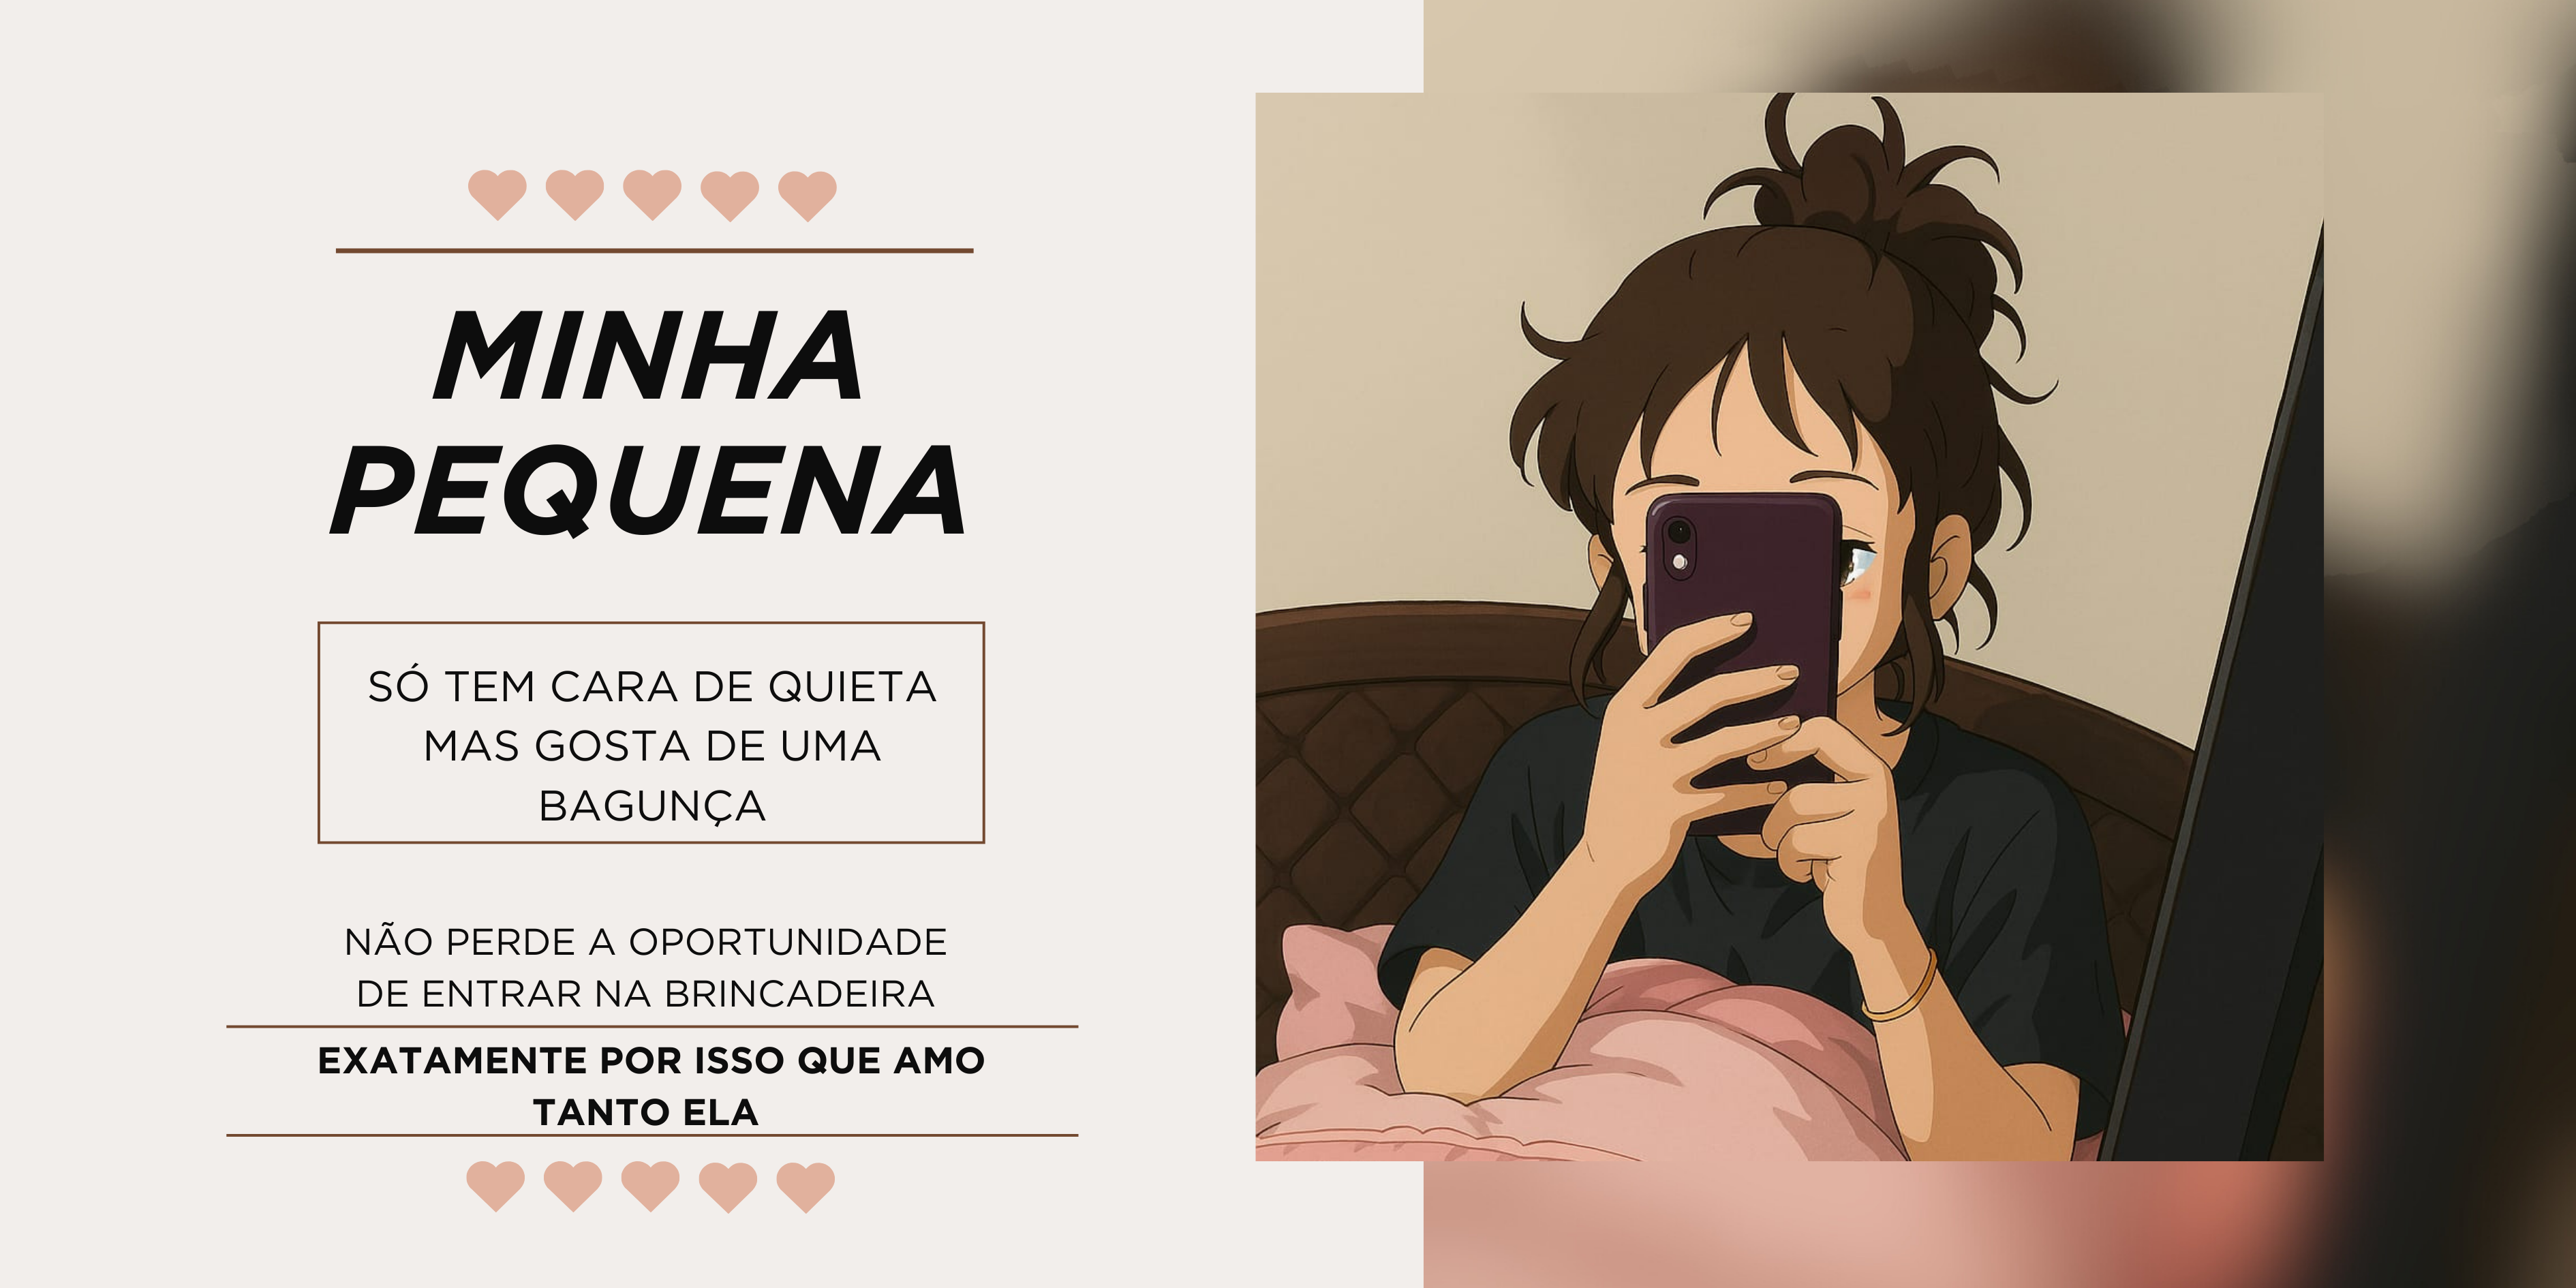 MINHA
PEQUENA
SÓ TEM CARA DE QUIETA
MAS GOSTA DE UMA
BAGUNÇA
NÃO PERDE A OPORTUNIDADE
DE ENTRAR NA BRINCADEIRA
EXATAMENTE POR ISSO QUE AMO
TANTO ELA